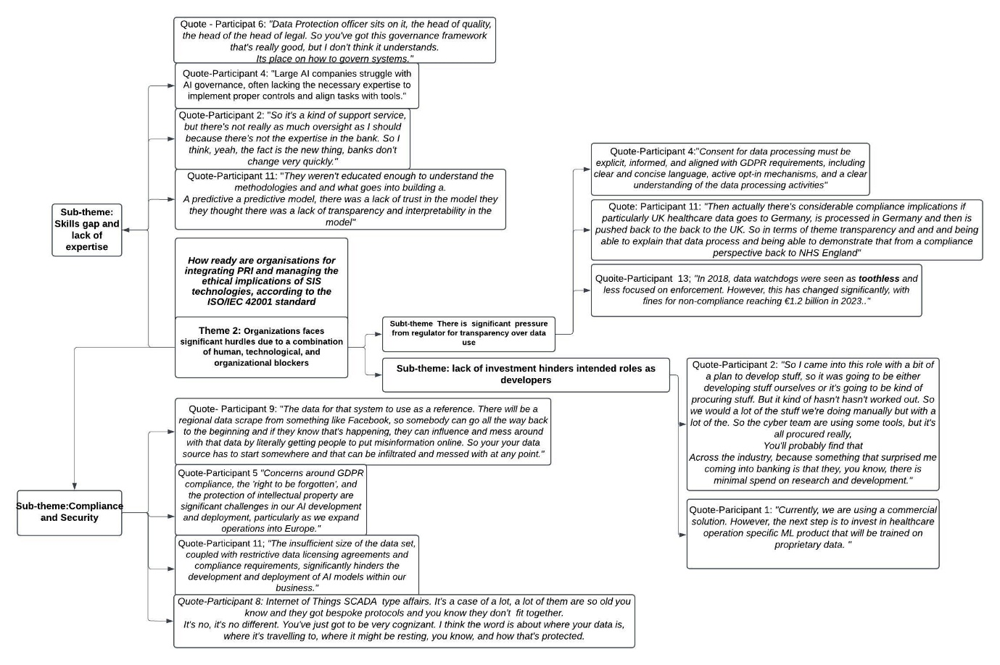 Quote - Participat 6: "Data Protection officer sits on it, the head of quality,
the head of the head of legal. So you've got this governance framework
that's really good, but I don't think it understands.
Its place on how to govern systems."
Quote-Participant 4: "Large AI companies struggle with
AI governance, often lacking the necessary expertise to
implement proper controls and align tasks with tools."
Quote-Participant 2: "So it's a kind of support service,
but there's not really as much oversight as I should
because there's not the expertise in the bank. So I
think, yeah, the fact is the new thing, banks don't
change very quickly."
Quote-Participant 11: "They weren't educated enough to understand the
methodologies and and what goes into building a.
A predictive a predictive model, there was a lack of trust in the model they
they thought there was a lack of transparency and interpretability in the
model"
Sub-theme:
Skills gap and
lack of
expertise
How ready are organisations for
integrating PRI and managing the
ethical implications of SIS
technologies, according to the
ISO/IEC 42001 standard
Theme 2: Organizations faces
significant hurdles due to a combination
of human, technological, and
organizational blockers
Quote-Participant 4:"Consent for data processing must be
explicit, informed, and aligned with GDPR requirements, including
clear and concise language, active opt-in mechanisms, and a clear
understanding of the data processing activities"
Quote: Participant 11: "Then actually there's considerable compliance implications if
particularly UK healthcare data goes to Germany, is processed in Germany and then is
pushed back to the back to the UK. So in terms of theme transparency and and and being
able to explain that data process and being able to demonstrate that from a compliance
perspective back to NHS England"
Quoite-Participant  13; "In 2018, data watchdogs were seen as toothless and
less focused on enforcement. However, this has changed significantly, with
fines for non-compliance reaching €1.2 billion in 2023.."
Subt-theme  There is  significant  pressure
from regulator for transparency over data
use
Sub-theme: lack of investment hinders intended roles as
developers
Quote-Participant 2: "So I came into this role with a bit of
a plan to develop stuff, so it was going to be either
developing stuff ourselves or it's going to be kind of
procuring stuff. But it kind of hasn't hasn't worked out. So
we would a lot of the stuff we're doing manually but with a
lot of the. So the cyber team are using some tools, but it's
all procured really,
You'll probably find that
Across the industry, because something that surprised me
coming into banking is that they, you know, there is
minimal spend on research and development."
Quote-Paricipant 1: "Currently, we are using a commercial
solution. However, the next step is to invest in healthcare
operation specific ML product that will be trained on
proprietary data. "
Quote- Participant 9: "The data for that system to use as a reference. There will be a
regional data scrape from something like Facebook, so somebody can go all the way back
to the beginning and if they know that's happening, they can influence and mess around
with that data by literally getting people to put misinformation online. So your your data
source has to start somewhere and that can be infiltrated and messed with at any point."
Quote-Participant 5 "Concerns around GDPR
compliance, the 'right to be forgotten', and
the protection of intellectual property are
significant challenges in our AI development
and deployment, particularly as we expand
operations into Europe."
Sub-theme:Compliance
and Security
Quote-Participant 11; "The insufficient size of the data set,
coupled with restrictive data licensing agreements and
compliance requirements, significantly hinders the
development and deployment of AI models within our
business."
Quote-Participant 8: Internet of Things SCADA  type affairs. It's a case of a lot, a lot of them are so old you
know and they got bespoke protocols and you know they don't  fit together.
It's no, it's no different. You've just got to be very cognizant. I think the word is about where your data is,
where it's travelling to, where it might be resting, you know, and how that's protected.